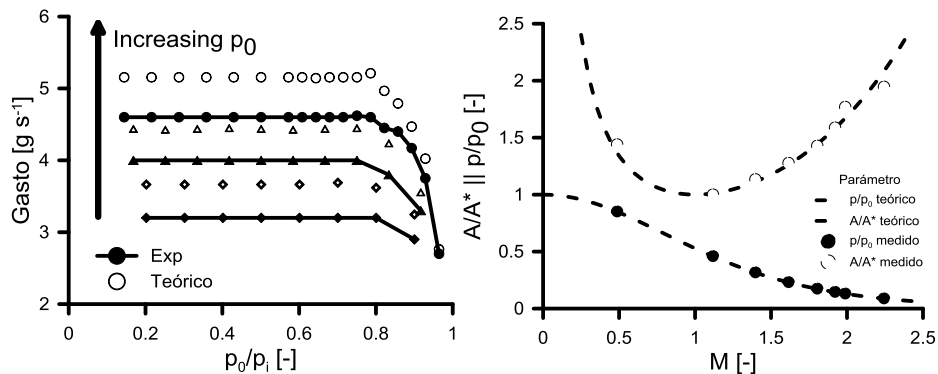 6
5
4
3
2
Gasto [g s⁻¹]
Increasing p₀
Exp
Teórico
0
0.2
0.4
0.6
0.8
1
p₀/pᵢ [-]
2.5
2
1.5
1
0.5
0
A/A* || p/p₀ [-]
Parámetro
p/p₀ teórico
A/A* teórico
p/p₀ medido
A/A* medido
0
0.5
1
1.5
2
2.5
M [-]